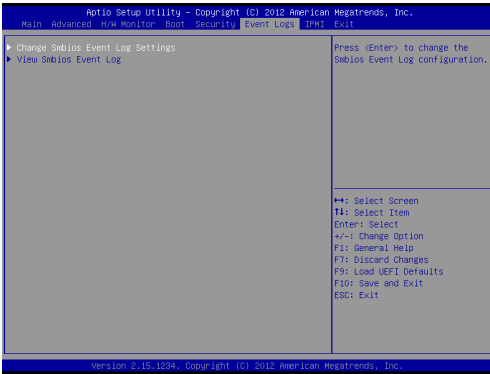 Aptio Setup Utility – Copyright (C) 2012 American Megatrends, Inc.
Main Advanced H/W Monitor Boot Security Event Logs IPMI Exit
Change Smbios Event Log Settings
View Smbios Event Log
Press <Enter> to change the
Smbios Event Log configuration.
↔: Select Screen
↑↓: Select Item
Enter: Select
+/-: Change Option
F1: General Help
F7: Discard Changes
F9: Load UEFI Defaults
F10: Save and Exit
ESC: Exit
Version 2.15.1234. Copyright (C) 2012 American Megatrends, Inc.